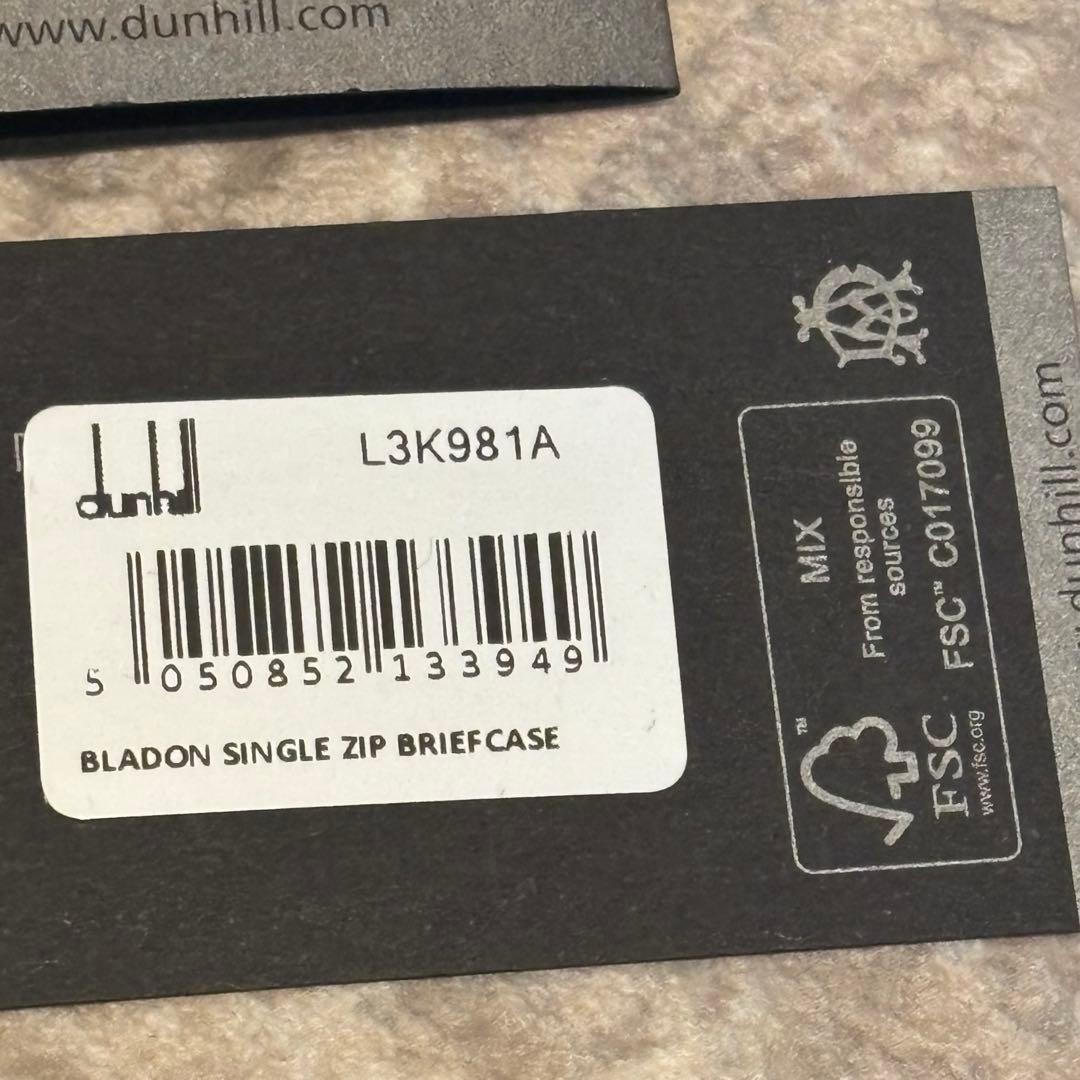 www.dunhill.com
dunhill
L3K981A
5 050852 133949
BLADON SINGLE ZIP BRIEFCASE
MIX
From responsible
sources
FSC™ C017099
™
FSC
www.fsc.org
dunhill.com